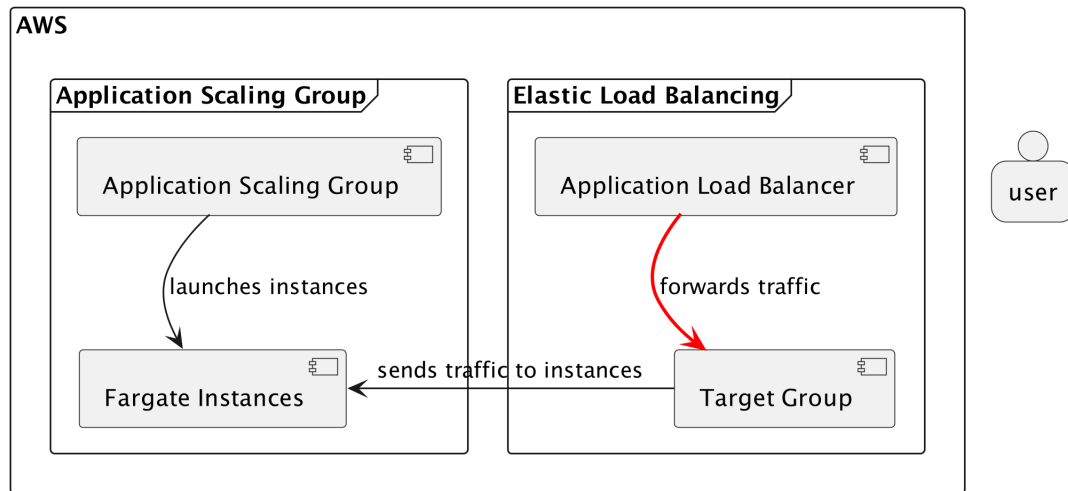 AWS
Application Scaling Group
Elastic Load Balancing
Application Scaling Group
Application Load Balancer
user
launches instances
forwards traffic
sends traffic to instances
Fargate Instances
Target Group